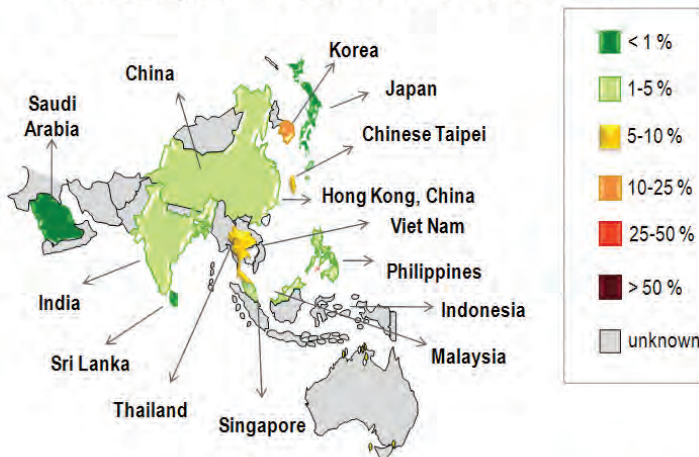 Korea
China
Japan
Saudi
Arabia
Chinese Taipei
Hong Kong, China
Viet Nam
Philippines
India
Indonesia
Sri Lanka
Malaysia
Thailand
Singapore
< 1 %
1-5 %
5-10 %
10-25 %
25-50 %
> 50 %
unknown